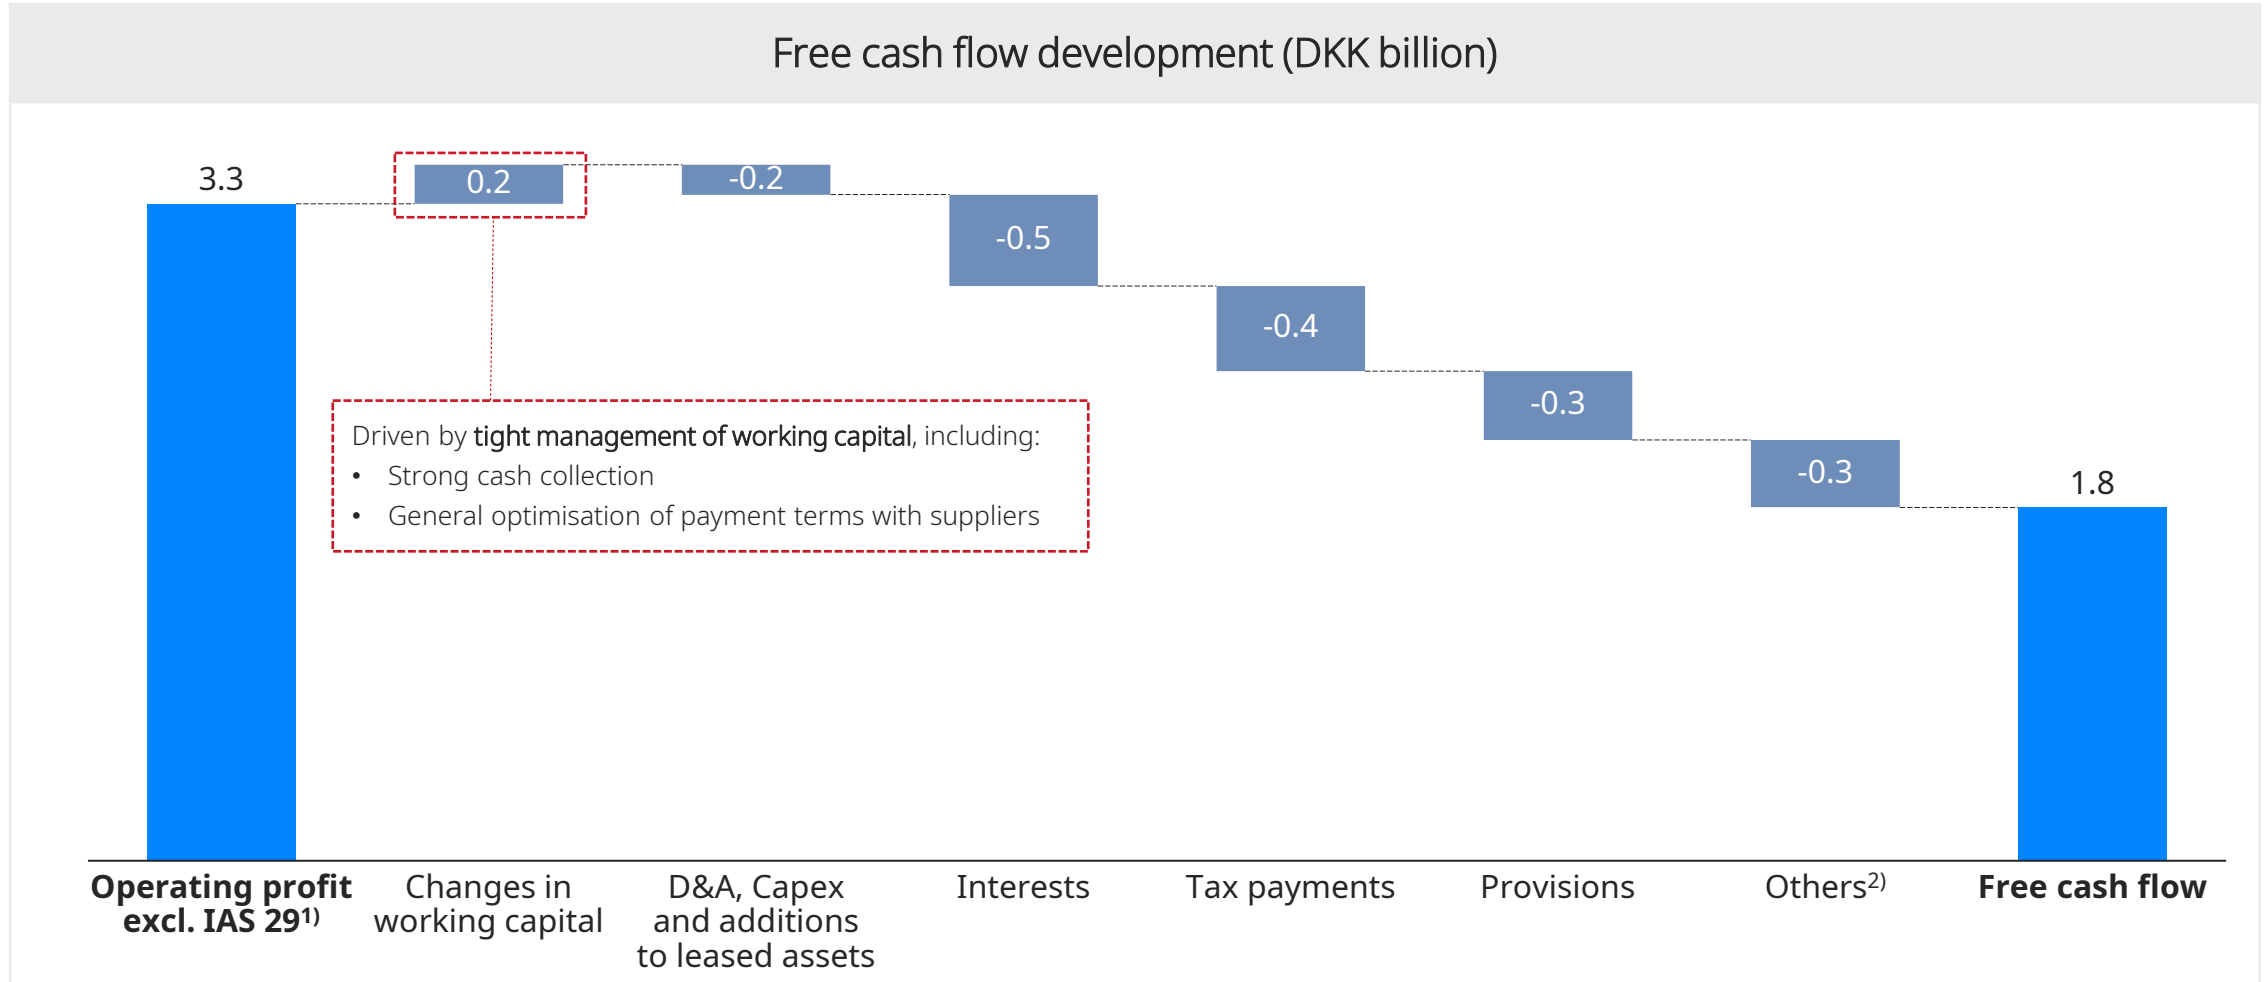 Free cash flow development (DKK billion)
3.3
0.2
-0.2
-0.5
-0.4
-0.3
-0.3
1.8
Driven by tight management of working capital, including:
• Strong cash collection
• General optimisation of payment terms with suppliers
Operating profit
excl. IAS 29¹⁾
Changes in
working capital
D&A, Capex
and additions
to leased assets
Interests
Tax payments
Provisions
Others²⁾
Free cash flow